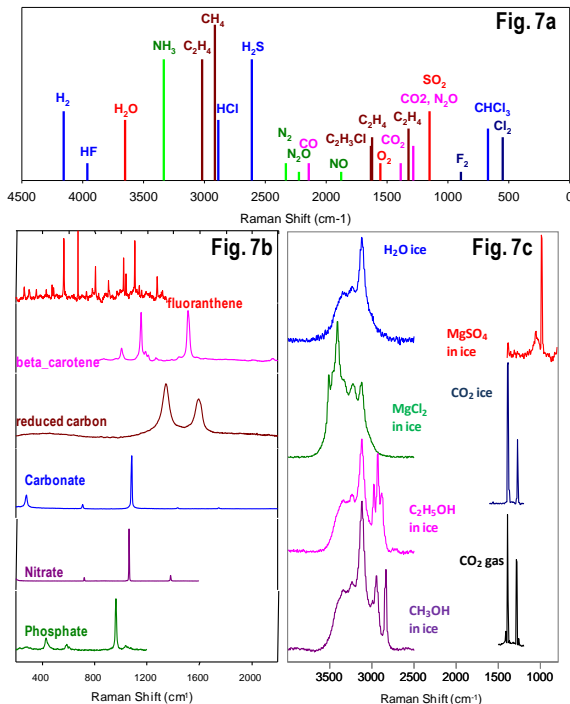 Fig. 7a
CH4
NH3
C2H4
H2S
H2
H2O
HCl
HF
SO2
CO2, N2O
C2H4
C2H4
CHCl3
Cl2
N2
N2O
CO
C2H3Cl
CO2
NO
O2
F2
4500 4000 3500 3000 2500 2000 1500 1000 500 0
Raman Shift (cm-1)
Fig. 7b
fluoranthene
beta_carotene
reduced carbon
Carbonate
Nitrate
Phosphate
400 800 1200 1600 2000
Raman Shift (cm¹)
Fig. 7c
H2O ice
MgSO4
in ice
MgCl2
in ice
CO2 ice
C2H5OH
in ice
CO2 gas
CH3OH
in ice
4000 3500 3000 2500 2000 1500 1000
Raman Shift (cm-1)